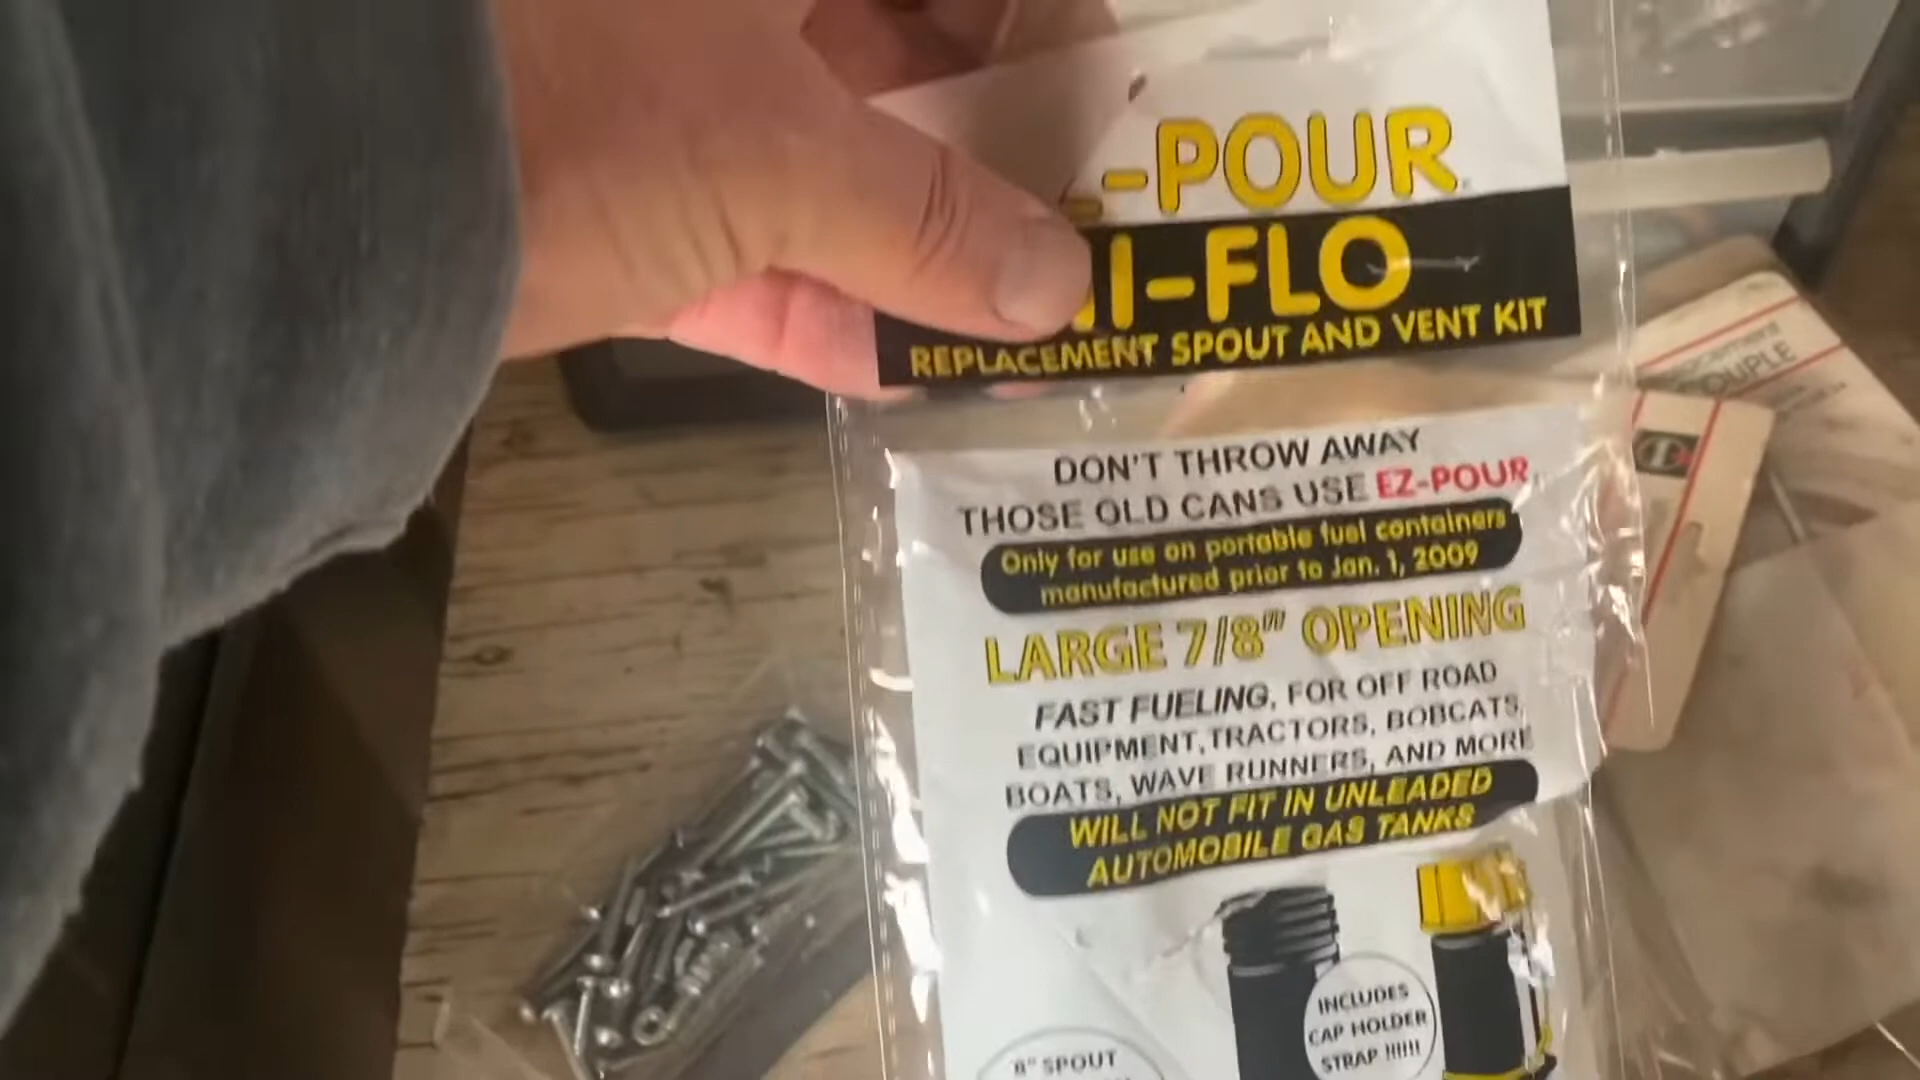 -POUR
I-FLO
REPLACEMENT SPOUT AND VENT KIT
DON'T THROW AWAY
THOSE OLD CANS USE EZ-POUR
Only for use on portable fuel containers
manufactured prior to Jan. 1, 2009
LARGE 7/8" OPENING
FAST FUELING, FOR OFF ROAD
EQUIPMENT, TRACTORS, BOBCATS,
BOATS, WAVE RUNNERS, AND MORE
WILL NOT FIT IN UNLEADED
AUTOMOBILE GAS TANKS
INCLUDES
CAP HOLDER
STRAP !!!!!!
8" SPOUT
OUPLE